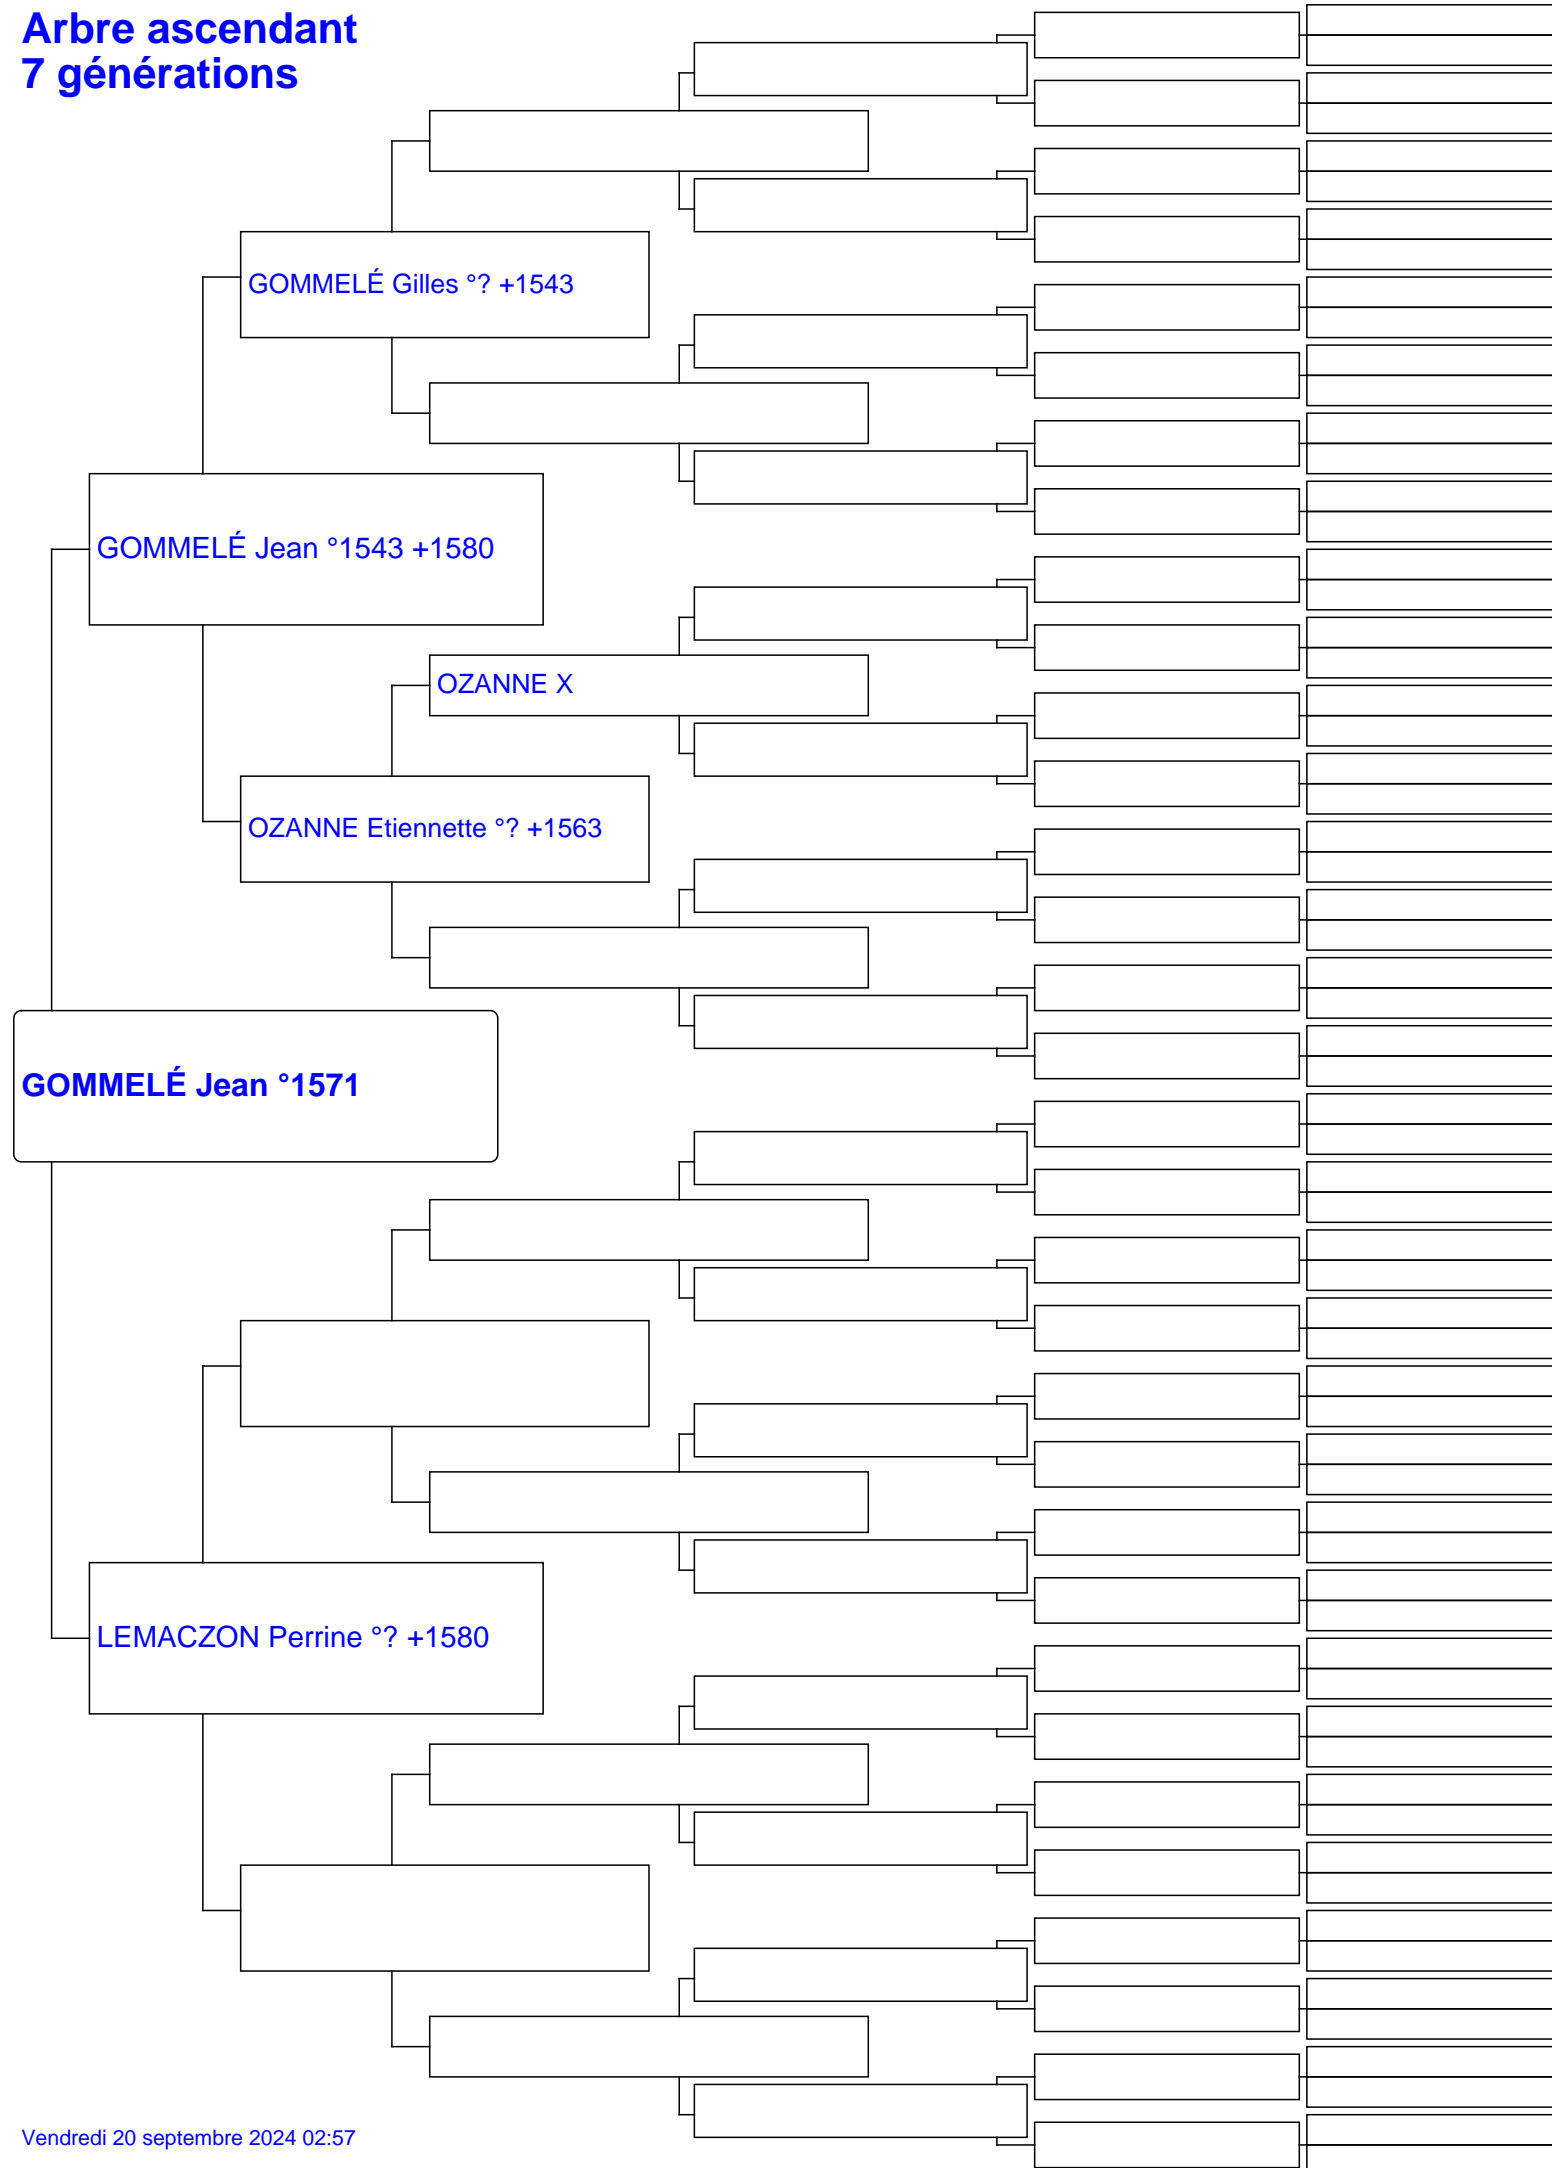 Arbre ascendant
7 générations
GOMMELÉ Gilles °? +1543
GOMMELÉ Jean °1543 +1580
OZANNE X
OZANNE Etiennette °? +1563
GOMMELÉ Jean °1571
LEMACZON Perrine °? +1580
Vendredi 20 septembre 2024 02:57